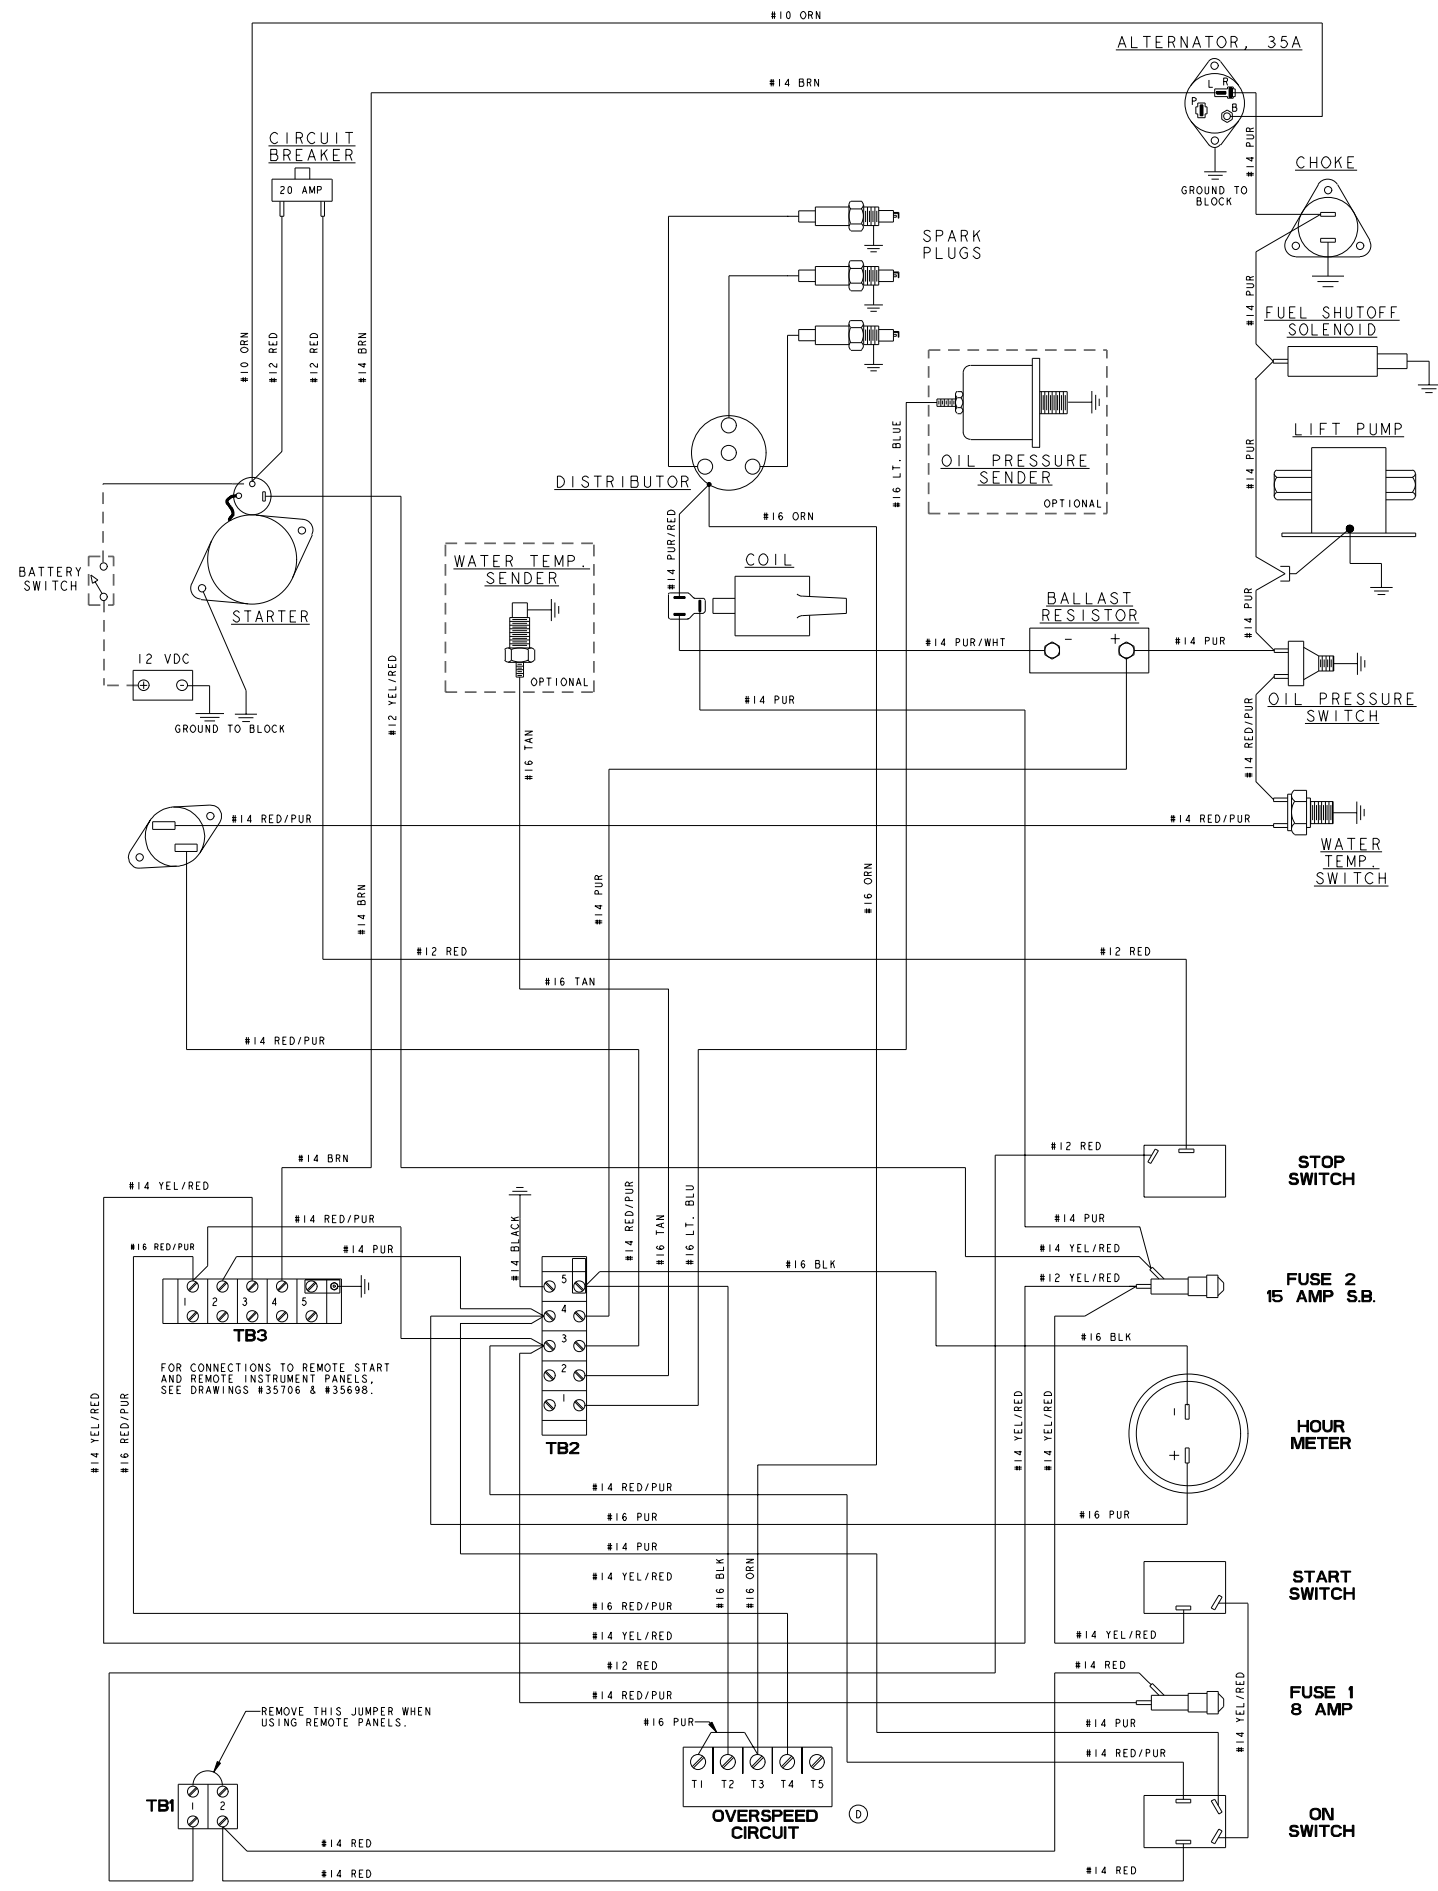 #10 ORN
ALTERNATOR, 35A
#14 BRN
L R
P
B
#14 PUR
GROUND TO
BLOCK
CIRCUIT
BREAKER
20 AMP
CHOKE
SPARK
PLUGS
#14 PUR
FUEL SHUTOFF
SOLENOID
#10 ORN
#12 RED
#12 RED
#14 BRN
#16 LT. BLUE
OIL PRESSURE
SENDER
OPTIONAL
#14 PUR
LIFT PUMP
DISTRIBUTOR
#14 PUR/RED
#16 ORN
COIL
WATER TEMP.
SENDER
OPTIONAL
BATTERY
SWITCH
STARTER
12 VDC
+ -
GROUND TO BLOCK
#12 YEL/RED
BALLAST
RESISTOR
- +
#14 PUR/WHT
#14 PUR
#14 PUR
OIL PRESSURE
SWITCH
#14 PUR
#16 TAN
#14 RED/PUR
#14 RED/PUR
#14 RED/PUR
WATER
TEMP.
SWITCH
#14 BRN
#14 PUR
#16 ORN
#12 RED
#12 RED
#16 TAN
#14 RED/PUR
#14 BRN
#12 RED
STOP
SWITCH
#14 YEL/RED
#14 RED/PUR
#14 PUR
#16 RED/PUR
#14 BLACK
#14 RED/PUR
#16 TAN
#16 LT. BLU
#14 PUR
#14 YEL/RED
#16 BLK
#12 YEL/RED
FUSE 2
15 AMP S.B.
1 2 3 4 5
TB3
5
4
3
2
1
TB2
#16 BLK
FOR CONNECTIONS TO REMOTE START
AND REMOTE INSTRUMENT PANELS,
SEE DRAWINGS #35706 & #35698.
#14 YEL/RED
#16 RED/PUR
#14 YEL/RED
#14 YEL/RED
-
+
HOUR
METER
#14 RED/PUR
#16 PUR
#16 PUR
#14 PUR
#14 YEL/RED
#16 BLK
#16 ORN
START
SWITCH
#16 RED/PUR
#14 YEL/RED
#14 YEL/RED
#12 RED
#14 RED
#14 RED/PUR
#14 YEL/RED
FUSE 1
8 AMP
REMOVE THIS JUMPER WHEN
USING REMOTE PANELS.
#16 PUR
#14 PUR
#14 RED/PUR
T1 T2 T3 T4 T5
TB1
1 2
OVERSPEED
CIRCUIT
D
ON
SWITCH
#14 RED
#14 RED
#14 RED